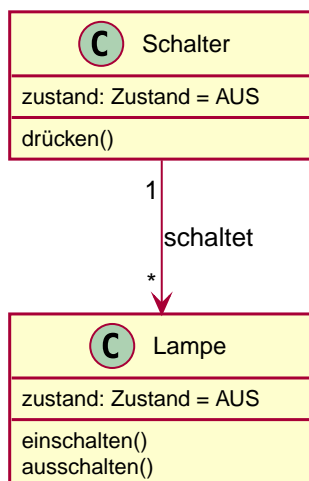 C Schalter
zustand: Zustand = AUS
drücken()
1
schaltet
*
C Lampe
zustand: Zustand = AUS
einschalten()
ausschalten()